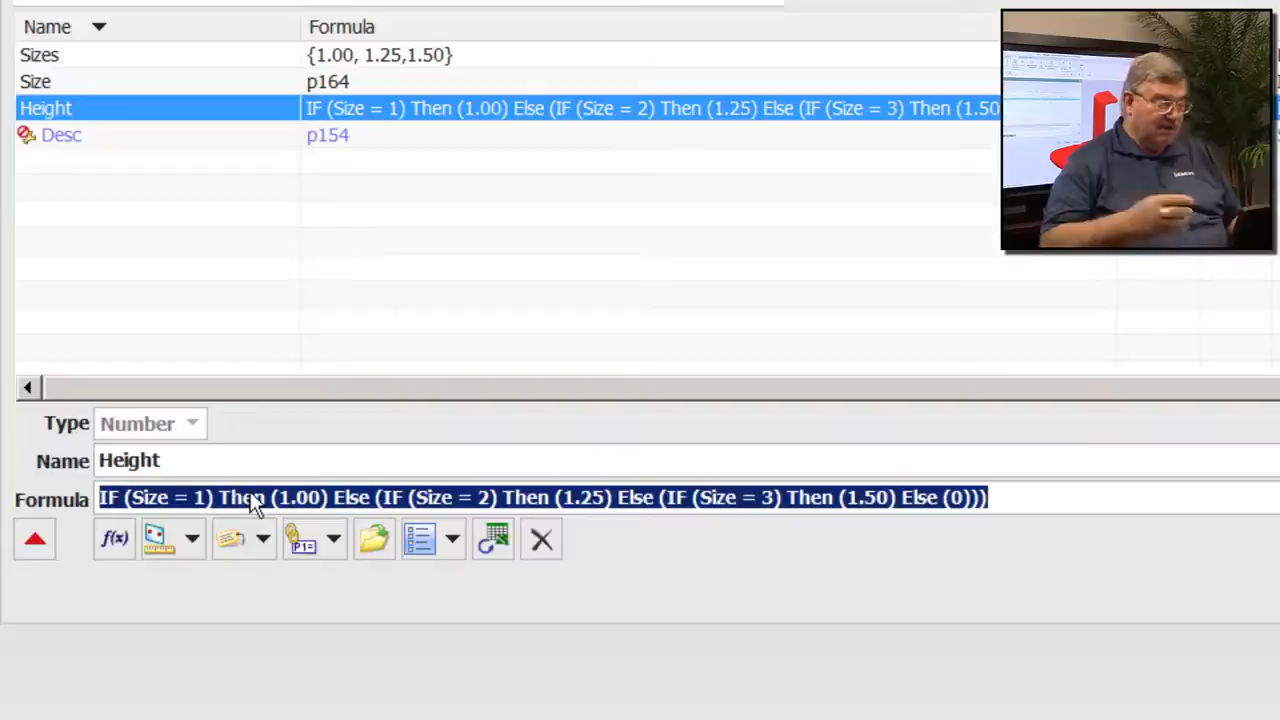 Name Formula
Sizes {1.00, 1.25,1.50}
Size p164
Height IF (Size = 1) Then (1.00) Else (IF (Size = 2) Then (1.25) Else (IF (Size = 3) Then (1.50
Desc p154
Type Number
Name Height
Formula IF (Size = 1) Then (1.00) Else (IF (Size = 2) Then (1.25) Else (IF (Size = 3) Then (1.50) Else (0)))
f(x) P1=